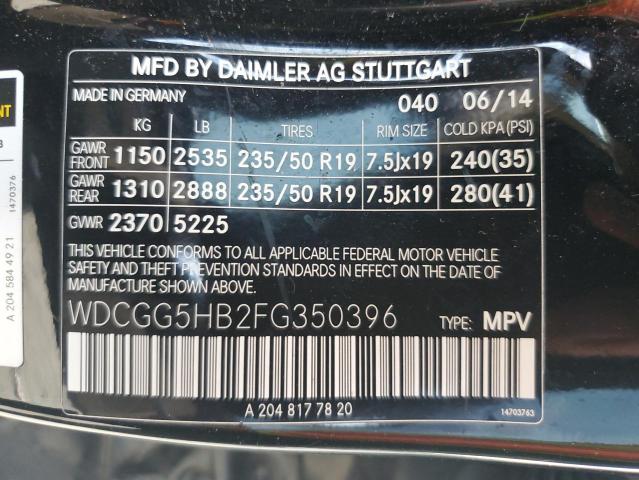 MFD BY DAIMLER AG STUTTGART
MADE IN GERMANY 040 06/14
KG LB TIRES RIM SIZE COLD KPA (PSI)
GAWR FRONT 1150 2535 235/50 R19 7.5Jx19 240(35)
GAWR REAR 1310 2888 235/50 R19 7.5Jx19 280(41)
GVWR 2370 5225
THIS VEHICLE CONFORMS TO ALL APPLICABLE FEDERAL MOTOR VEHICLE
SAFETY AND THEFT PREVENTION STANDARDS IN EFFECT ON THE DATE OF
MANUFACTURE SHOWN ABOVE.
WDCGG5HB2FG350396 TYPE: MPV
A 204 817 78 20 14703763
A 204 584 49 21
1470376